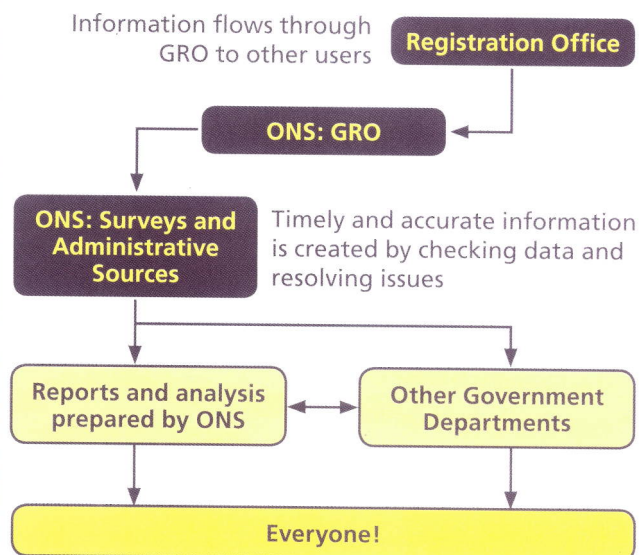 Information flows through
GRO to other users
Registration Office
ONS: GRO
ONS: Surveys and
Administrative
Sources
Timely and accurate information
is created by checking data and
resolving issues
Reports and analysis
prepared by ONS
Other Government
Departments
Everyone!